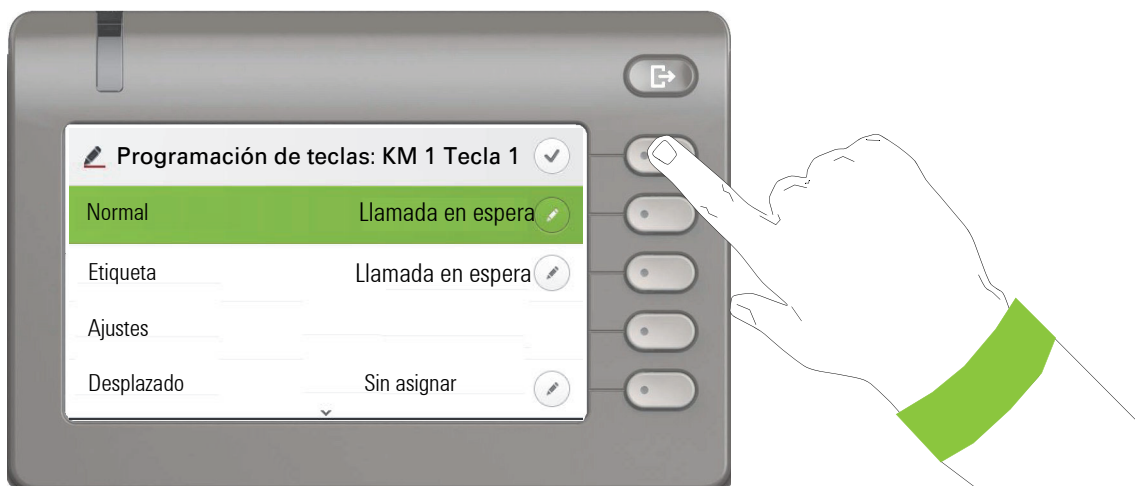 Programación de teclas: KM 1 Tecla 1
Normal Llamada en espera
Etiqueta Llamada en espera
Ajustes
Desplazado Sin asignar